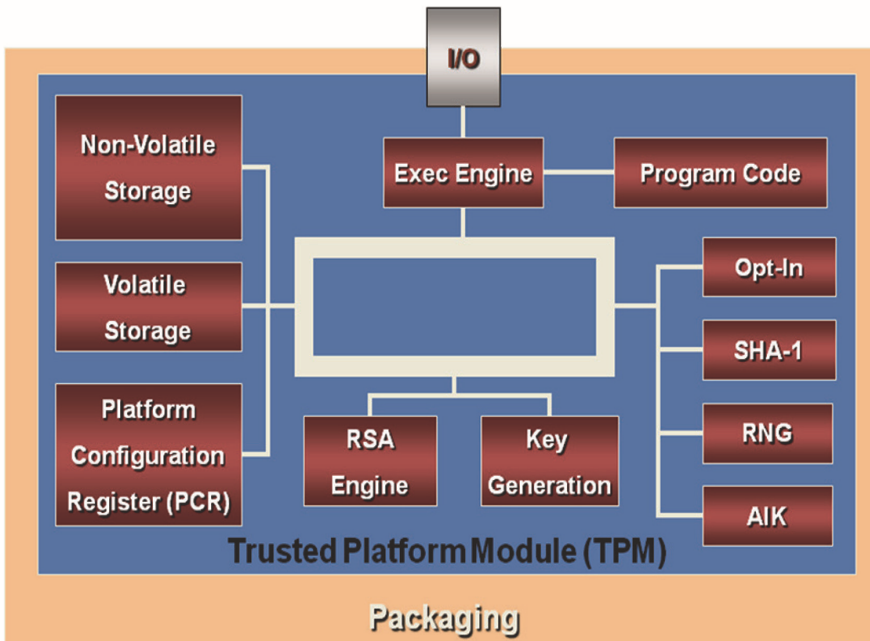 I/O
Non-Volatile
Storage
Exec Engine
Program Code
Volatile
Storage
Opt-In
SHA-1
Platform
Configuration
Register (PCR)
RSA
Engine
Key
Generation
RNG
AIK
Trusted Platform Module (TPM)
Packaging